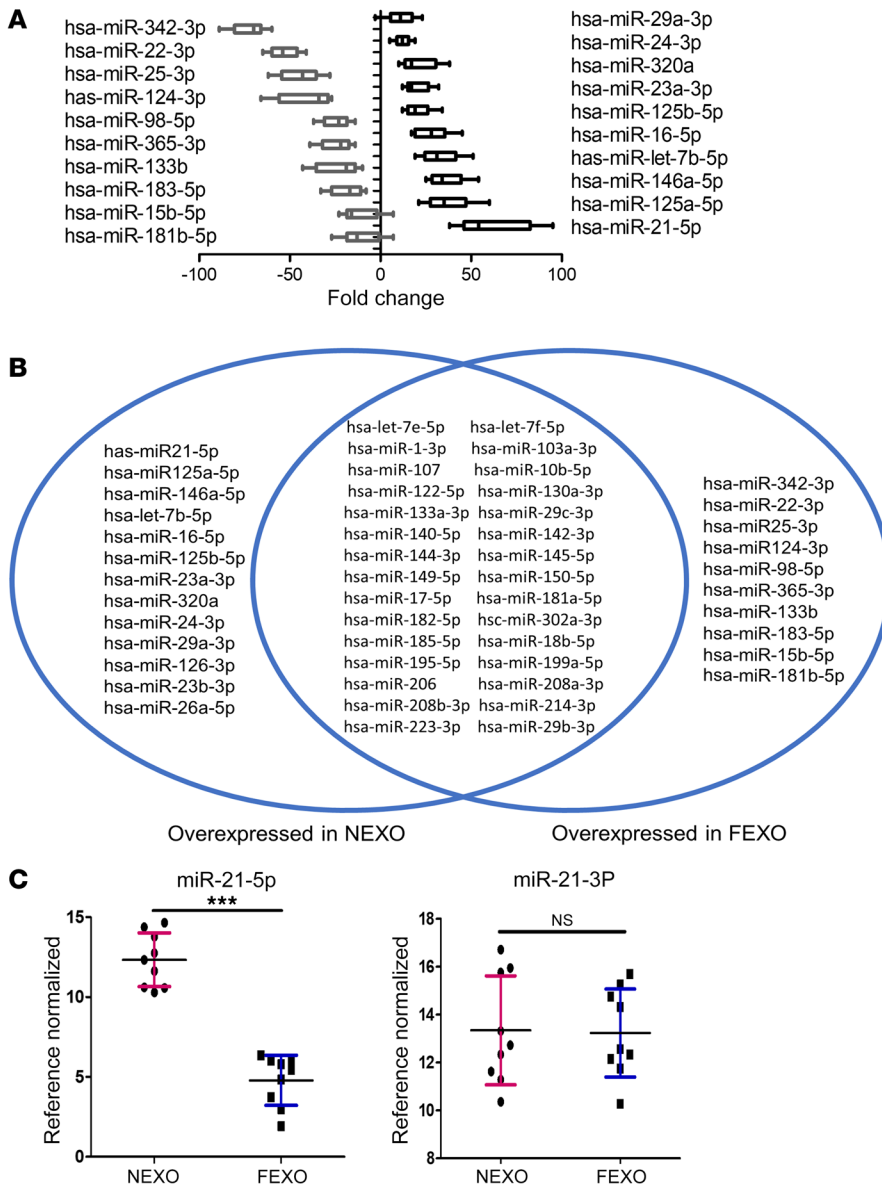 A
hsa-miR-342-3p
hsa-miR-22-3p
hsa-miR-25-3p
has-miR-124-3p
hsa-miR-98-5p
hsa-miR-365-3p
hsa-miR-133b
hsa-miR-183-5p
hsa-miR-15b-5p
hsa-miR-181b-5p
hsa-miR-29a-3p
hsa-miR-24-3p
hsa-miR-320a
hsa-miR-23a-3p
hsa-miR-125b-5p
hsa-miR-16-5p
has-miR-let-7b-5p
hsa-miR-146a-5p
hsa-miR-125a-5p
hsa-miR-21-5p
-100 -50 0 50 100
Fold change
B
has-miR21-5p
hsa-miR125a-5p
hsa-miR-146a-5p
hsa-let-7b-5p
hsa-miR-16-5p
hsa-miR-125b-5p
hsa-miR-23a-3p
hsa-miR-320a
hsa-miR-24-3p
hsa-miR-29a-3p
hsa-miR-126-3p
hsa-miR-23b-3p
hsa-miR-26a-5p
hsa-let-7e-5p hsa-let-7f-5p
hsa-miR-1-3p hsa-miR-103a-3p
hsa-miR-107 hsa-miR-10b-5p
hsa-miR-122-5p hsa-miR-130a-3p
hsa-miR-133a-3p hsa-miR-29c-3p
hsa-miR-140-5p hsa-miR-142-3p
hsa-miR-144-3p hsa-miR-145-5p
hsa-miR-149-5p hsa-miR-150-5p
hsa-miR-17-5p hsa-miR-181a-5p
hsa-miR-182-5p hsc-miR-302a-3p
hsa-miR-185-5p hsa-miR-18b-5p
hsa-miR-195-5p hsa-miR-199a-5p
hsa-miR-206 hsa-miR-208a-3p
hsa-miR-208b-3p hsa-miR-214-3p
hsa-miR-223-3p hsa-miR-29b-3p
hsa-miR-342-3p
hsa-miR-22-3p
hsa-miR25-3p
hsa-miR124-3p
hsa-miR-98-5p
hsa-miR-365-3p
hsa-miR-133b
hsa-miR-183-5p
hsa-miR-15b-5p
hsa-miR-181b-5p
Overexpressed in NEXO
Overexpressed in FEXO
C
miR-21-5p
***
Reference normalized
15
10
5
0
NEXO FEXO
miR-21-3P
NS
Reference normalized
18
16
14
12
10
8
NEXO FEXO